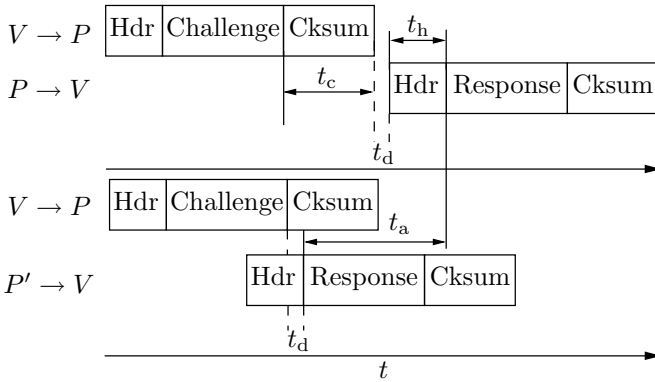 V → P Hdr Challenge Cksum t_h
P → V t_c Hdr Response Cksum
t_d
V → P Hdr Challenge Cksum
t_a
P′ → V Hdr Response Cksum
t_d
t